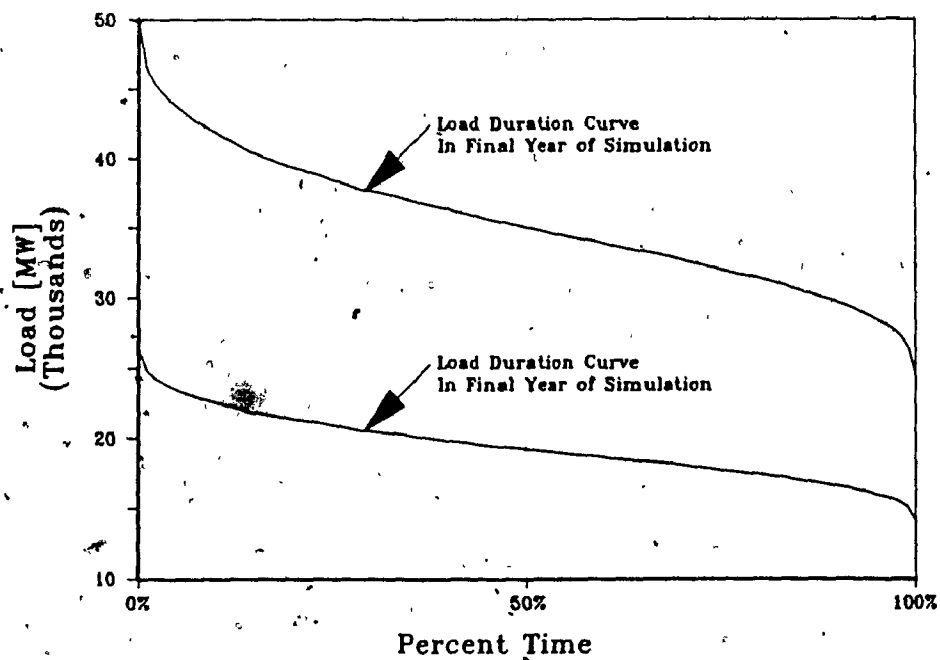 50
40
30
20
10
Load [MW]
(Thousands)
Load Duration Curve
In Final Year of Simulation
Load Duration Curve
In Final Year of Simulation
0%
50%
100%
Percent Time